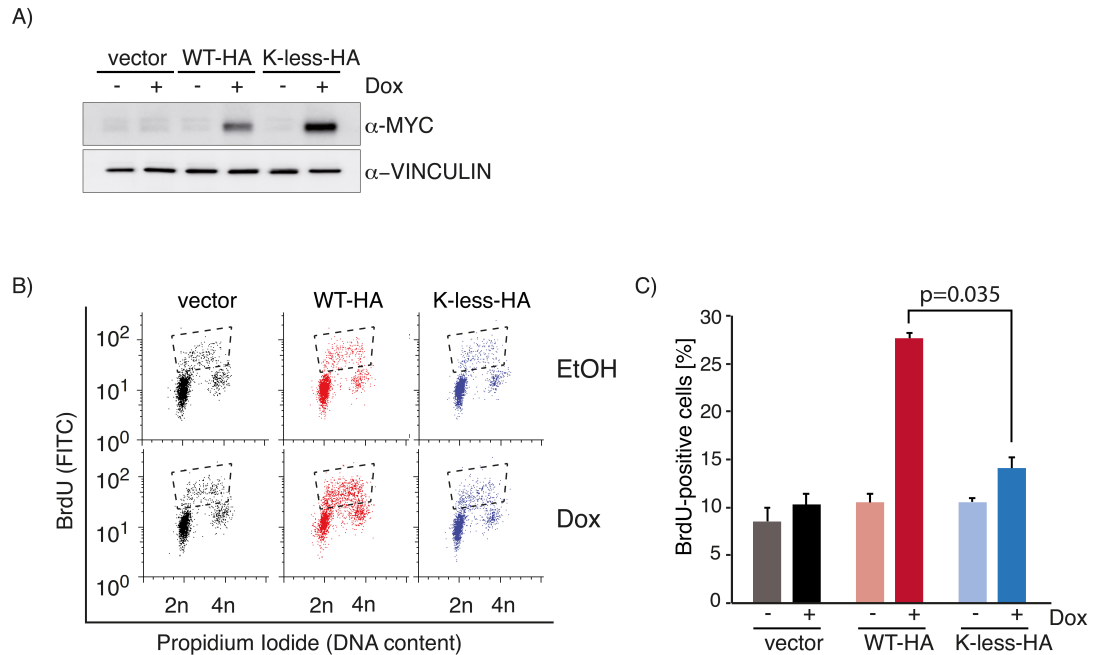 A)
vector WT-HA K-less-HA
- + - + - + Dox
α-MYC
α–VINCULIN
B)
vector WT-HA K-less-HA
10²
10¹
10⁰
EtOH
10²
10¹
10⁰
Dox
BrdU (FITC)
2n 4n 2n 4n 2n 4n
Propidium Iodide (DNA content)
C)
p=0.035
BrdU-positive cells [%]
30
25
20
15
10
5
0
- + - + - + Dox
vector WT-HA K-less-HA